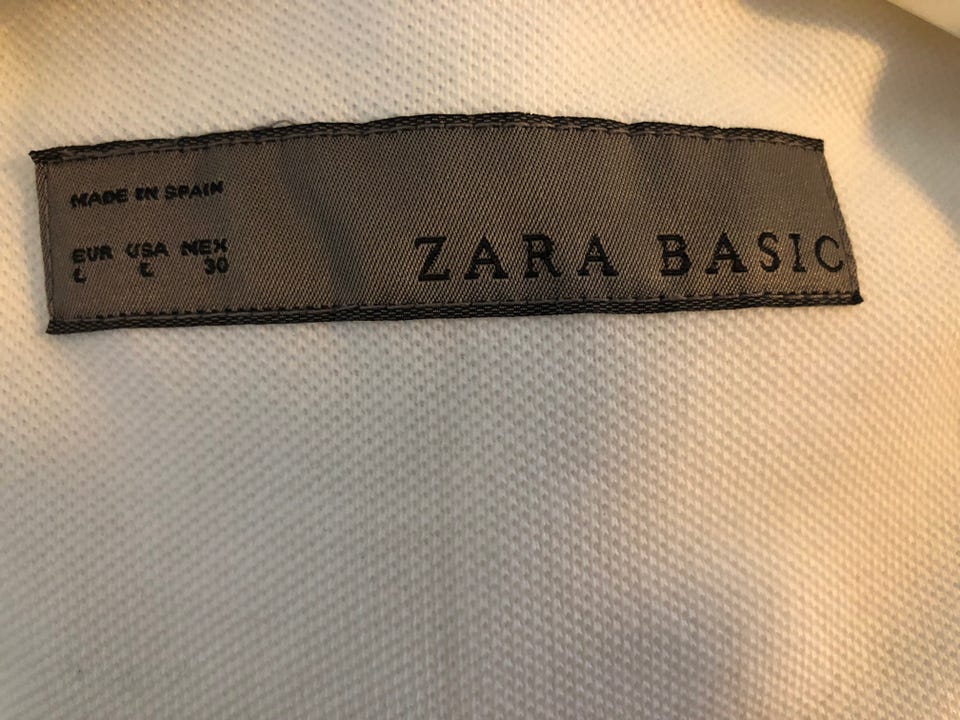 MADE IN SPAIN
EUR USA MEX
L L 30
ZARA BASIC